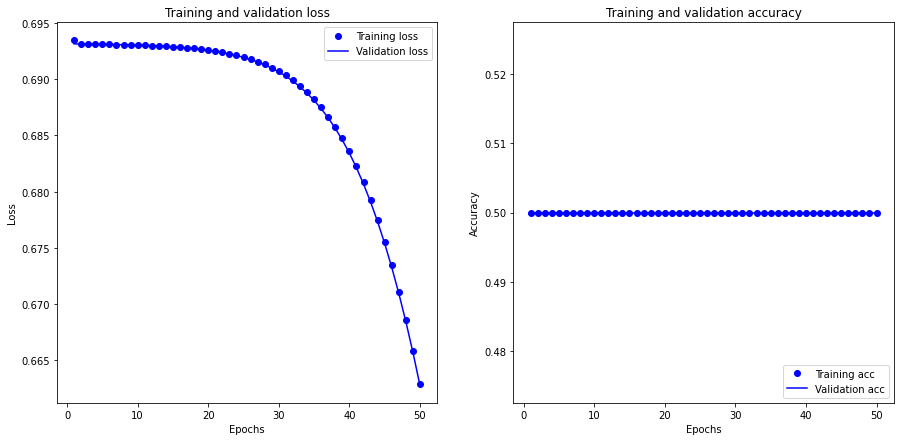 Training and validation loss
Training loss
Validation loss
0.695
0.690
0.685
0.680
0.675
0.670
0.665
Loss
0
10
20
30
40
50
Epochs
Training and validation accuracy
0.52
0.51
0.50
0.49
0.48
Accuracy
Training acc
Validation acc
0
10
20
30
40
50
Epochs